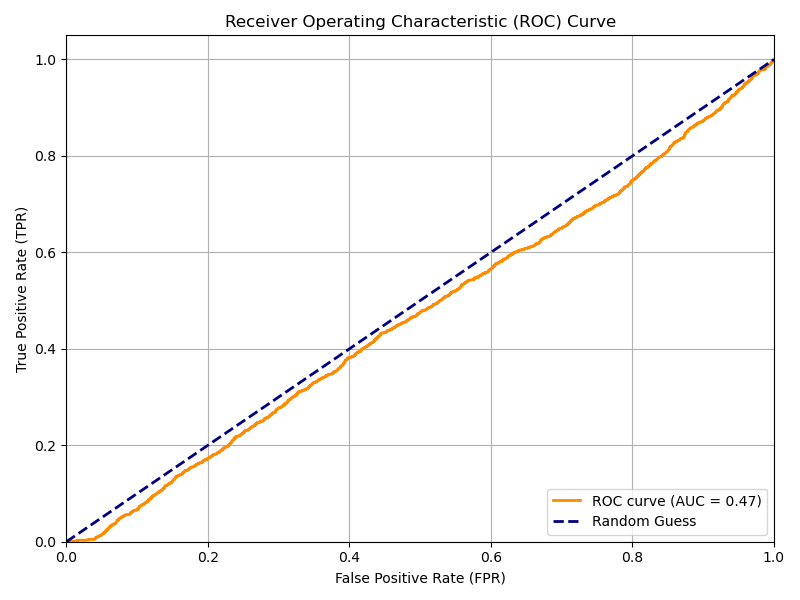 Receiver Operating Characteristic (ROC) Curve
True Positive Rate (TPR)
1.0
0.8
0.6
0.4
0.2
0.0
0.0 0.2 0.4 0.6 0.8 1.0
False Positive Rate (FPR)
ROC curve (AUC = 0.47)
Random Guess